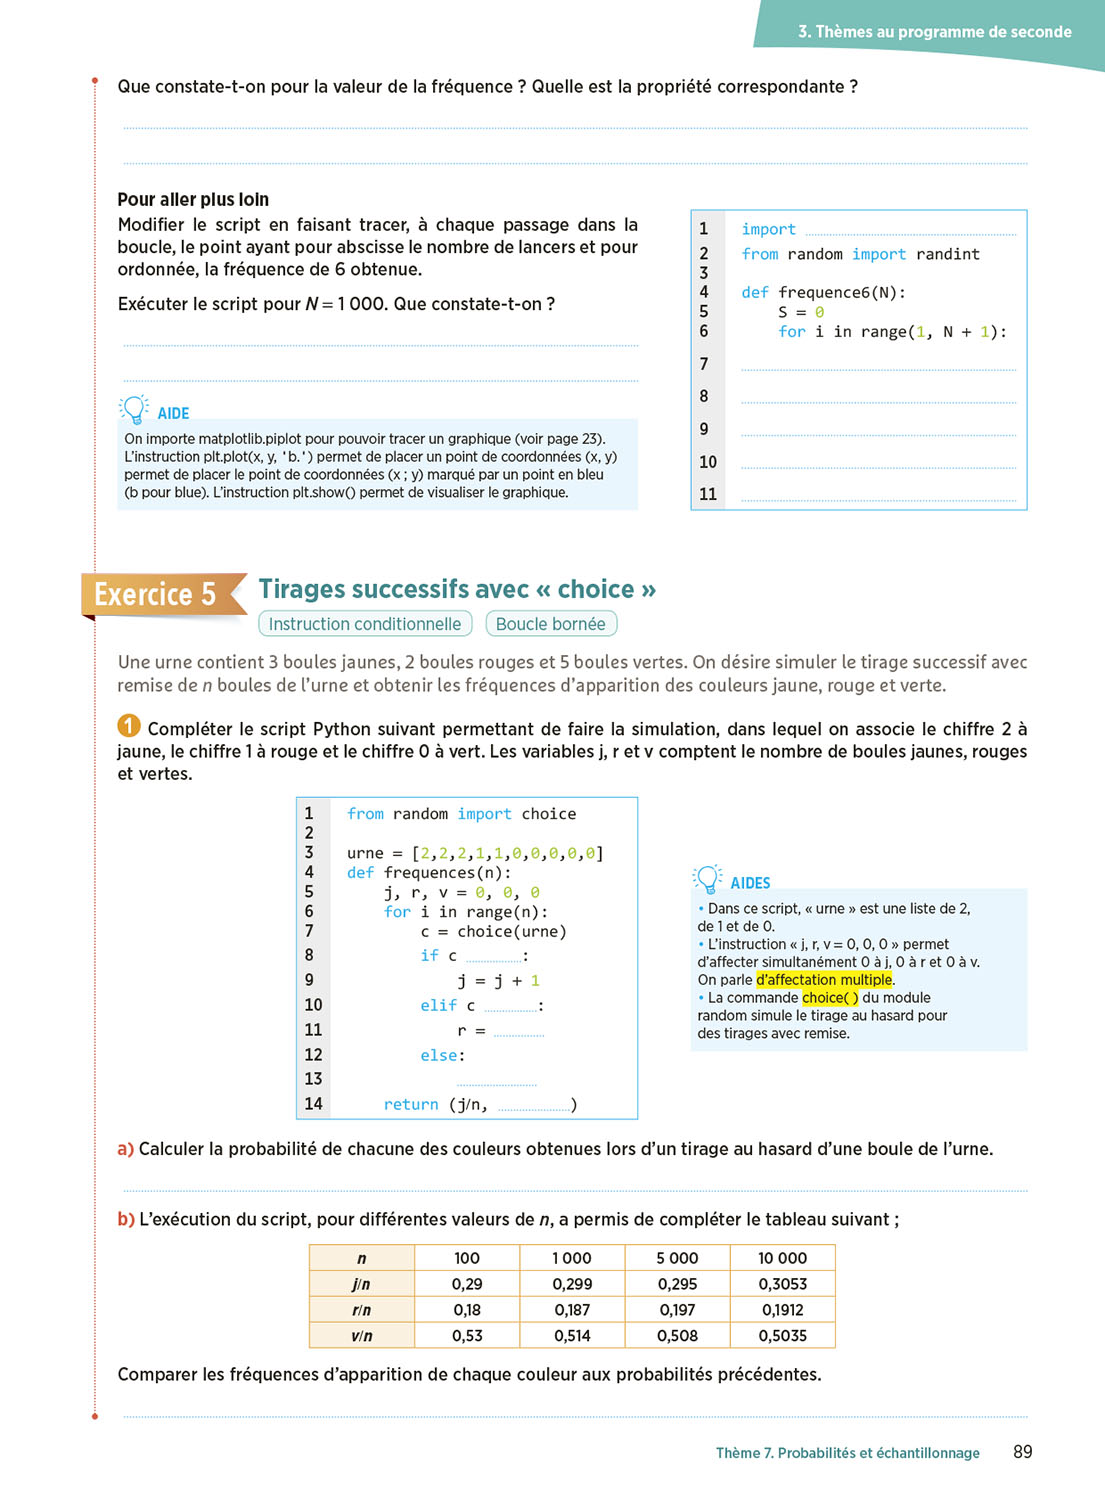 3. Thèmes au programme de seconde
Que constate-t-on pour la valeur de la fréquence ? Quelle est la propriété correspondante ?
Pour aller plus loin
Modifier le script en faisant tracer, à chaque passage dans la
boucle, le point ayant pour abscisse le nombre de lancers et pour
ordonnée, la fréquence de 6 obtenue.
Exécuter le script pour N = 1 000. Que constate-t-on ?
AIDE
On importe matplotlib.piplot pour pouvoir tracer un graphique (voir page 23).
L'instruction plt.plot(x, y, 'b.') permet de placer un point de coordonnées (x, y)
permet de placer le point de coordonnées (x ; y) marqué par un point en bleu
(b pour blue). L'instruction plt.show() permet de visualiser le graphique.
1 import
2 from random import randint
3
4 def frequence6(N):
5 S = 0
6 for i in range(1, N + 1):
7
8
9
10
11
Exercice 5
Tirages successifs avec « choice »
Instruction conditionnelle Boucle bornée
Une urne contient 3 boules jaunes, 2 boules rouges et 5 boules vertes. On désire simuler le tirage successif avec
remise de n boules de l'urne et obtenir les fréquences d'apparition des couleurs jaune, rouge et verte.
1 Compléter le script Python suivant permettant de faire la simulation, dans lequel on associe le chiffre 2 à
jaune, le chiffre 1 à rouge et le chiffre 0 à vert. Les variables j, r et v comptent le nombre de boules jaunes, rouges
et vertes.
1 from random import choice
2
3 urne = [2,2,2,1,1,0,0,0,0,0]
4 def frequences(n):
5 j, r, v = 0, 0, 0
6 for i in range(n):
7 c = choice(urne)
8 if c :
9 j = j + 1
10 elif c :
11 r =
12 else:
13
14 return (j/n, )
AIDES
• Dans ce script, « urne » est une liste de 2,
de 1 et de 0.
• L'instruction « j, r, v = 0, 0, 0 » permet
d'affecter simultanément 0 à j, 0 à r et 0 à v.
On parle d'affectation multiple.
• La commande choice( ) du module
random simule le tirage au hasard pour
des tirages avec remise.
a) Calculer la probabilité de chacune des couleurs obtenues lors d'un tirage au hasard d'une boule de l'urne.
b) L'exécution du script, pour différentes valeurs de n, a permis de compléter le tableau suivant ;
n 100 1 000 5 000 10 000
j/n 0,29 0,299 0,295 0,3053
r/n 0,18 0,187 0,197 0,1912
v/n 0,53 0,514 0,508 0,5035
Comparer les fréquences d'apparition de chaque couleur aux probabilités précédentes.
Thème 7. Probabilités et échantillonnage 89